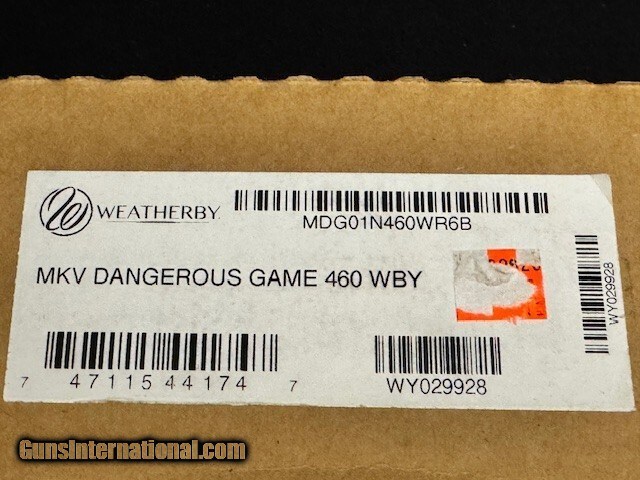 WEATHERBY
MDG01N460WR6B
MKV DANGEROUS GAME 460 WBY
7 47115 44174 7
WY029928
WY029928
GunsInternational.com